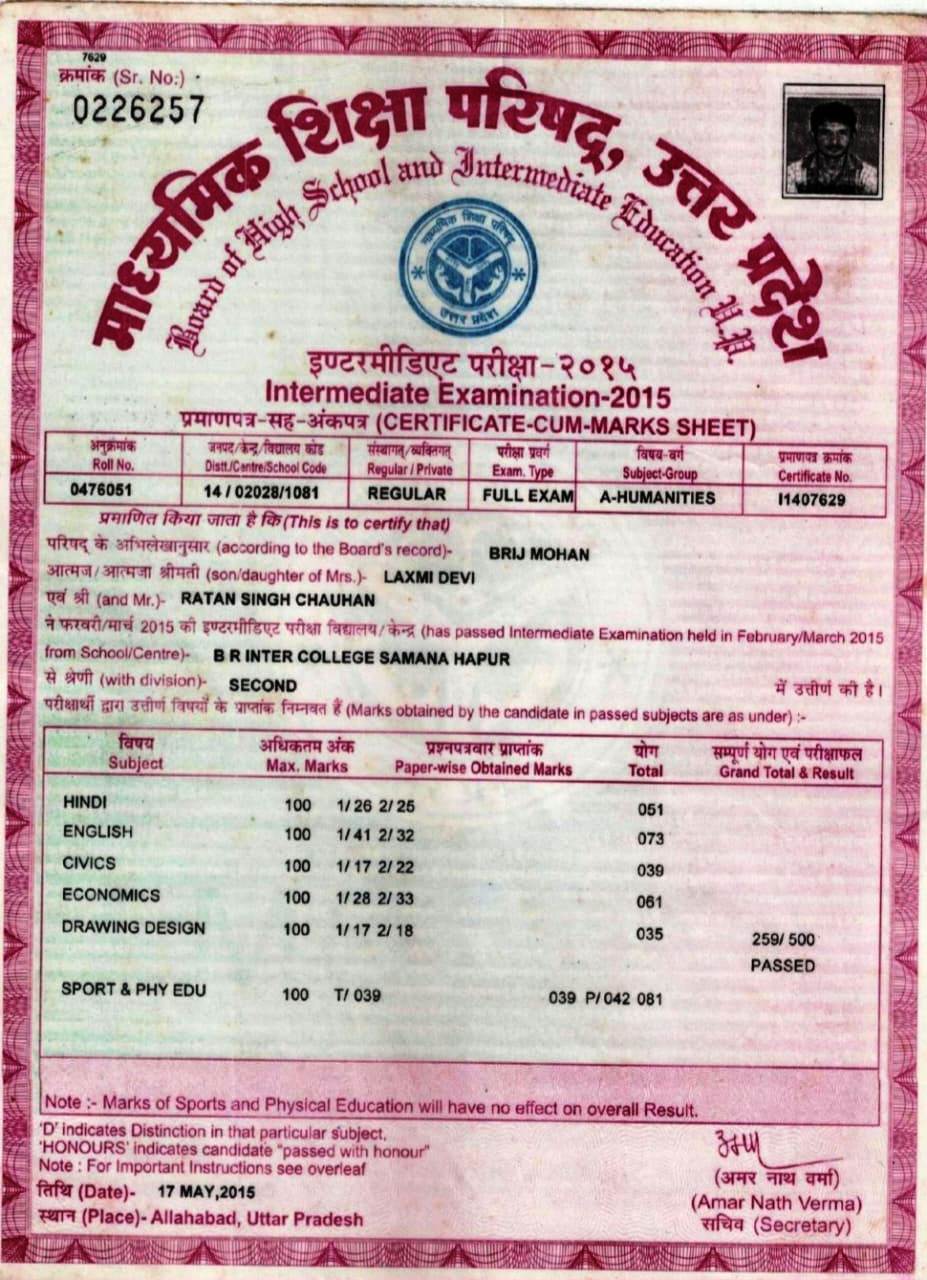 7629
क्रमांक (Sr. No:)
0226257
माध्यमिक शिक्षा परिषद्, उत्तर प्रदेश
Board of High School and Intermediate Education U.P.
माध्यमिक शिक्षा परिषद्
उत्तर प्रदेश
इण्टरमीडिएट परीक्षा-२०१५
Intermediate Examination-2015
प्रमाणपत्र-सह-अंकपत्र (CERTIFICATE-CUM-MARKS SHEET)
अनुक्रमांक जनपद/केन्द्र/विद्यालय कोड संस्थागत/व्यक्तिगत परीक्षा प्रवर्ग विषय-वर्ग प्रमाणपत्र क्रमांक
Roll No. Distt./Centre/School Code Regular / Private Exam. Type Subject-Group Certificate No.
0476051 14 / 02028/1081 REGULAR FULL EXAM A-HUMANITIES I1407629
प्रमाणित किया जाता है कि (This is to certify that)
परिषद् के अभिलेखानुसार (according to the Board's record)- BRIJ MOHAN
आत्मज/आत्मजा श्रीमती (son/daughter of Mrs.)- LAXMI DEVI
एवं श्री (and Mr.)- RATAN SINGH CHAUHAN
ने फरवरी/मार्च 2015 की इण्टरमीडिएट परीक्षा विद्यालय/केन्द्र (has passed Intermediate Examination held in February/March 2015
from School/Centre)- B R INTER COLLEGE SAMANA HAPUR
से श्रेणी (with division)- SECOND में उत्तीर्ण की है।
परीक्षार्थी द्वारा उत्तीर्ण विषयों के प्राप्तांक निम्नवत हैं (Marks obtained by the candidate in passed subjects are as under) :-
विषय अधिकतम अंक प्रश्नपत्रवार प्राप्तांक योग सम्पूर्ण योग एवं परीक्षाफल
Subject Max. Marks Paper-wise Obtained Marks Total Grand Total & Result
HINDI 100 1/ 26 2/ 25 051
ENGLISH 100 1/ 41 2/ 32 073
CIVICS 100 1/ 17 2/ 22 039
ECONOMICS 100 1/ 28 2/ 33 061
DRAWING DESIGN 100 1/ 17 2/ 18 035 259/ 500
PASSED
SPORT & PHY EDU 100 T/ 039 039 P/ 042 081
Note :- Marks of Sports and Physical Education will have no effect on overall Result.
'D' indicates Distinction in that particular subject,
'HONOURS' indicates candidate "passed with honour"
Note : For Important Instructions see overleaf
तिथि (Date)- 17 MAY,2015
स्थान (Place)- Allahabad, Uttar Pradesh
(अमर नाथ वर्मा)
(Amar Nath Verma)
सचिव (Secretary)